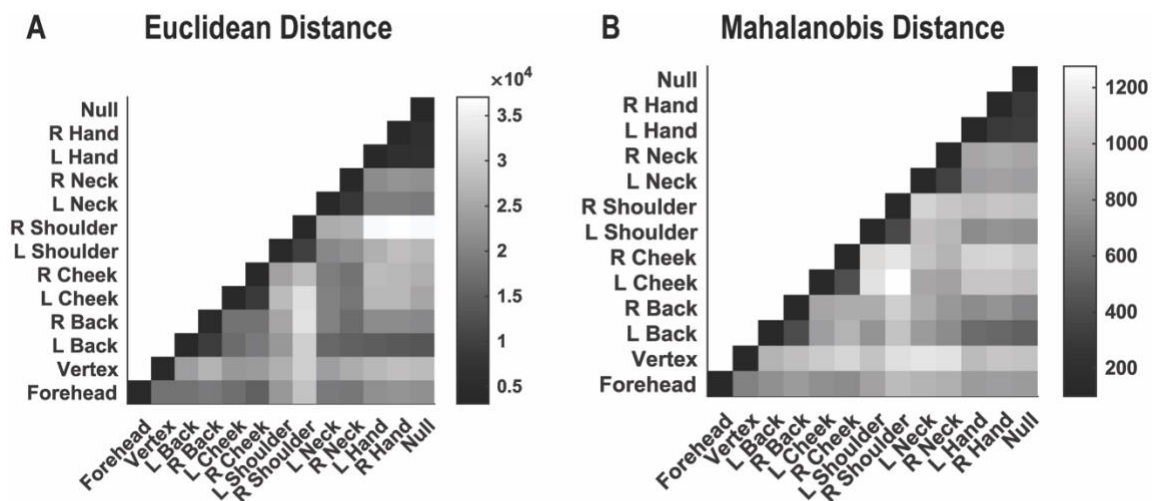 A Euclidean Distance
×10⁴
Null
R Hand
L Hand
R Neck
L Neck
R Shoulder
L Shoulder
R Cheek
L Cheek
R Back
L Back
Vertex
Forehead
3.5
3
2.5
2
1.5
1
0.5
Forehead
Vertex
L Back
R Back
L Cheek
R Cheek
L Shoulder
R Shoulder
L Neck
R Neck
L Hand
R Hand
Null
B Mahalanobis Distance
Null
R Hand
L Hand
R Neck
L Neck
R Shoulder
L Shoulder
R Cheek
L Cheek
R Back
L Back
Vertex
Forehead
1200
1000
800
600
400
200
Forehead
Vertex
L Back
R Back
L Cheek
R Cheek
L Shoulder
R Shoulder
L Neck
R Neck
L Hand
R Hand
Null